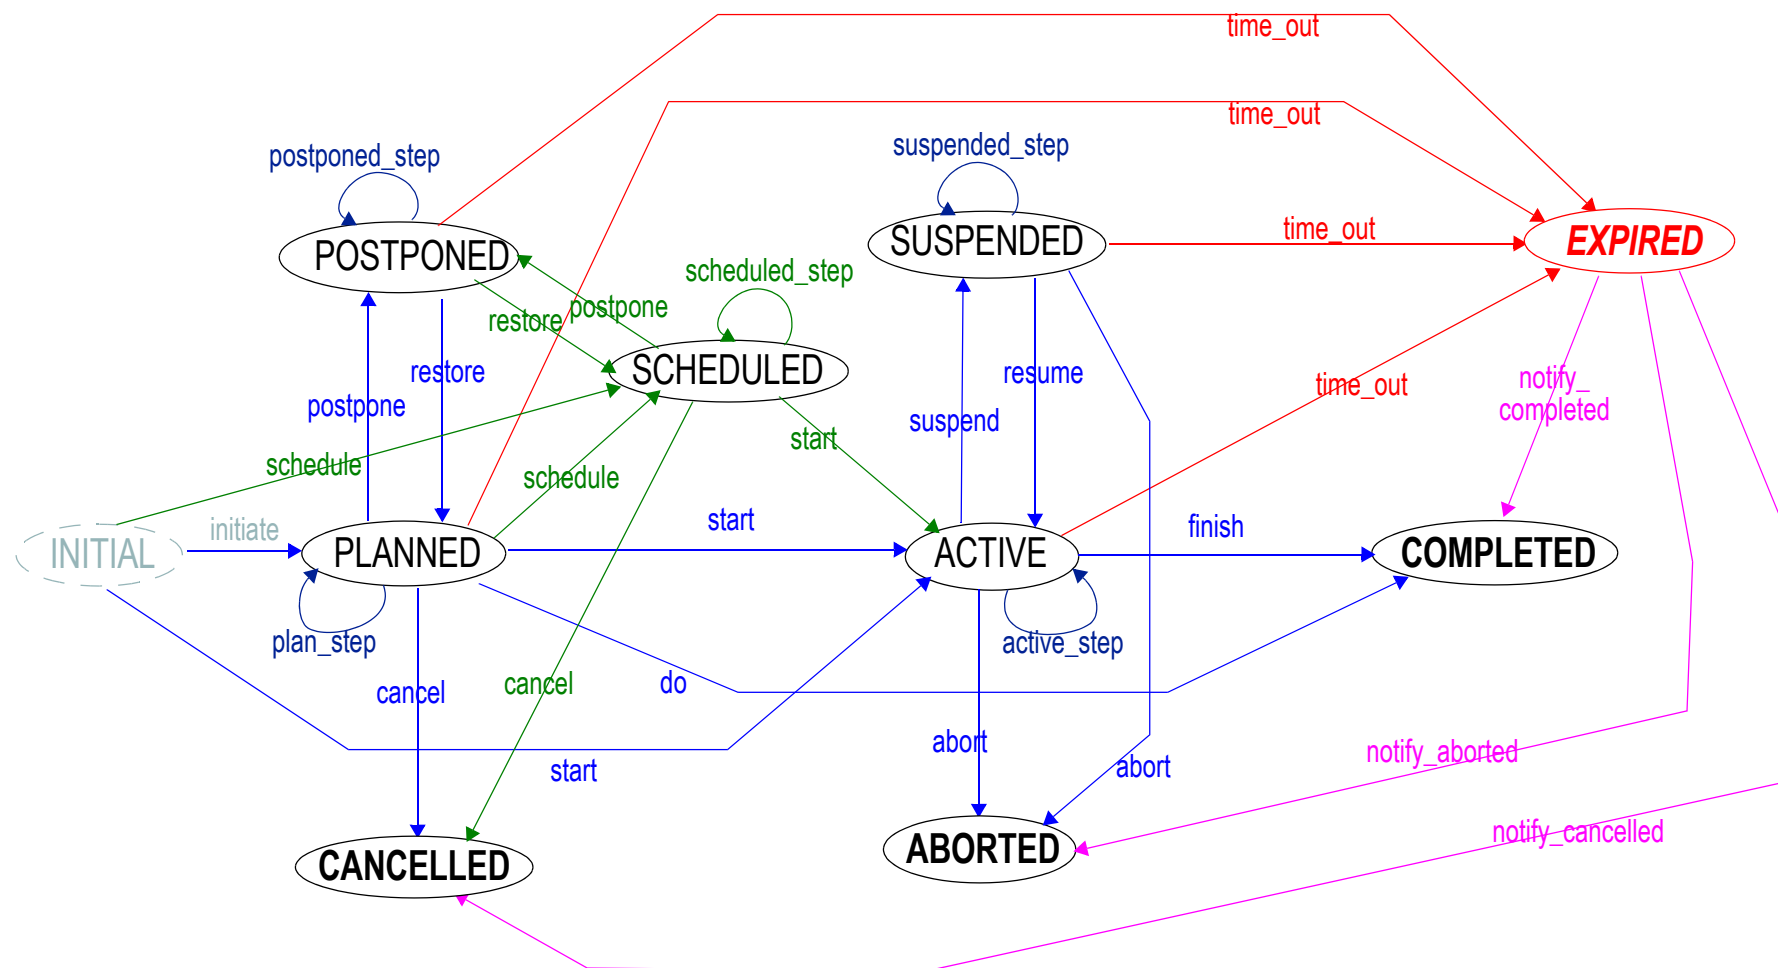 time_out
time_out
postponed_step
suspended_step
POSTPONED
SUSPENDED
time_out
EXPIRED
scheduled_step
restore
postpone
SCHEDULED
restore
resume
time_out
notify_
completed
postpone
suspend
start
schedule
schedule
initiate
start
finish
INITIAL
PLANNED
ACTIVE
COMPLETED
plan_step
active_step
cancel
cancel
do
abort
notify_aborted
start
abort
notify_cancelled
CANCELLED
ABORTED